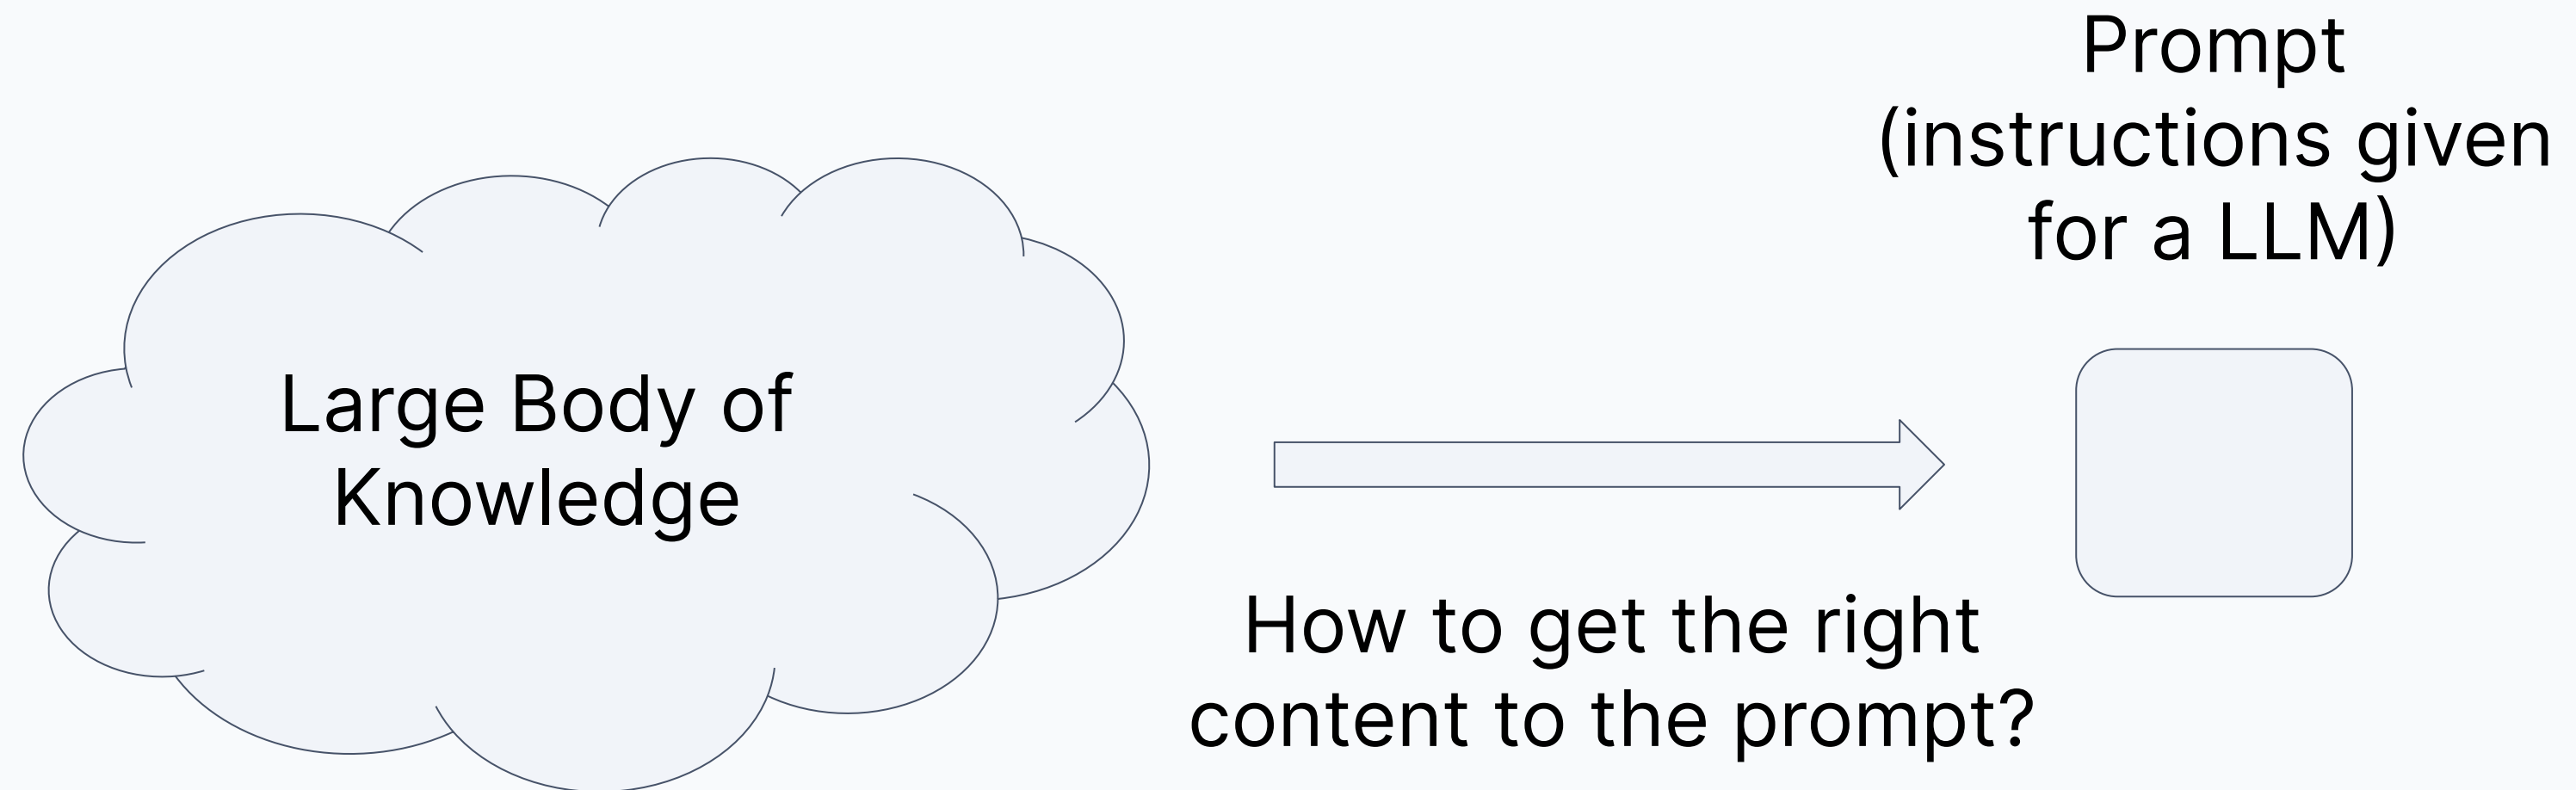 Prompt
(instructions given
for a LLM)
Large Body of
Knowledge
How to get the right
content to the prompt?